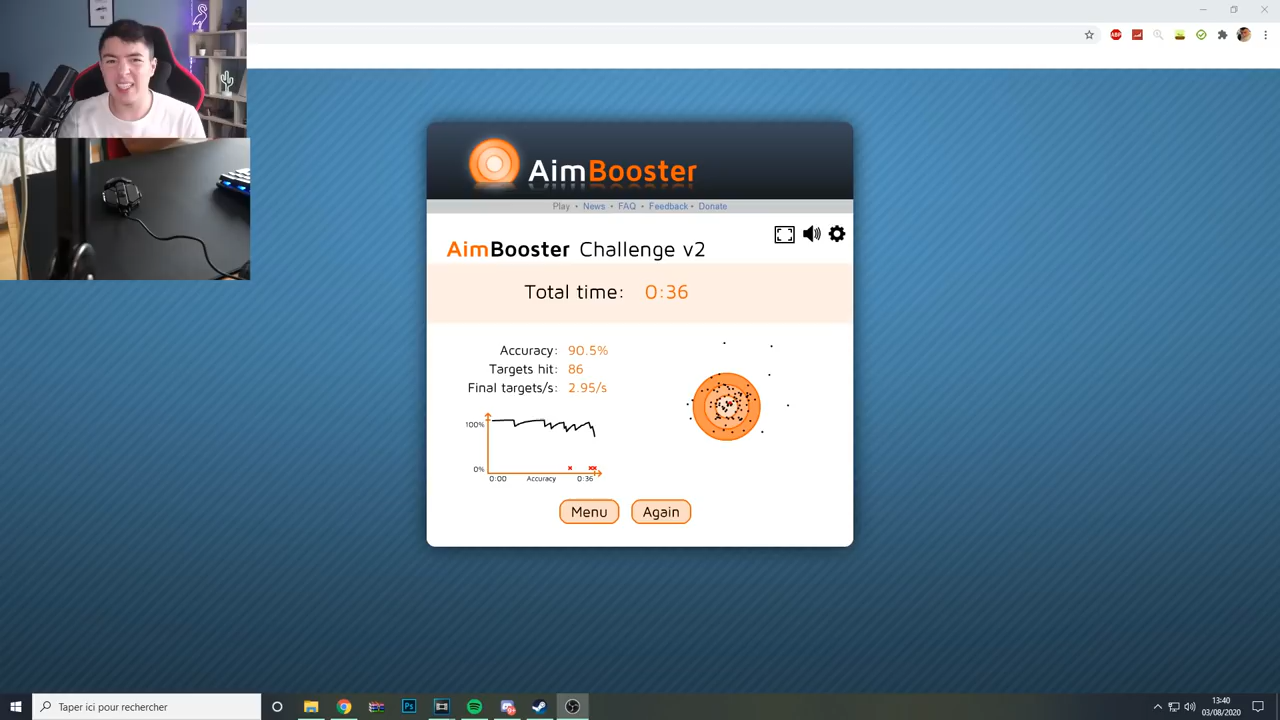 ABP
AimBooster
Play • News • FAQ • Feedback • Donate
AimBooster Challenge v2
Total time: 0:36
Accuracy: 90.5%
Targets hit: 86
Final targets/s: 2.95/s
100%
0%
0:00 Accuracy 0:36
Menu Again
Taper ici pour rechercher
Ps
13:40
03/08/2020